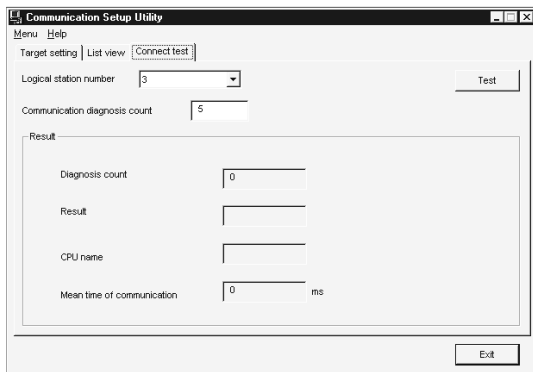 Communication Setup Utility
Menu Help
Target setting List view Connect test
Logical station number 3 Test
Communication diagnosis count 5
Result
Diagnosis count 0
Result
CPU name
Mean time of communication 0 ms
Exit